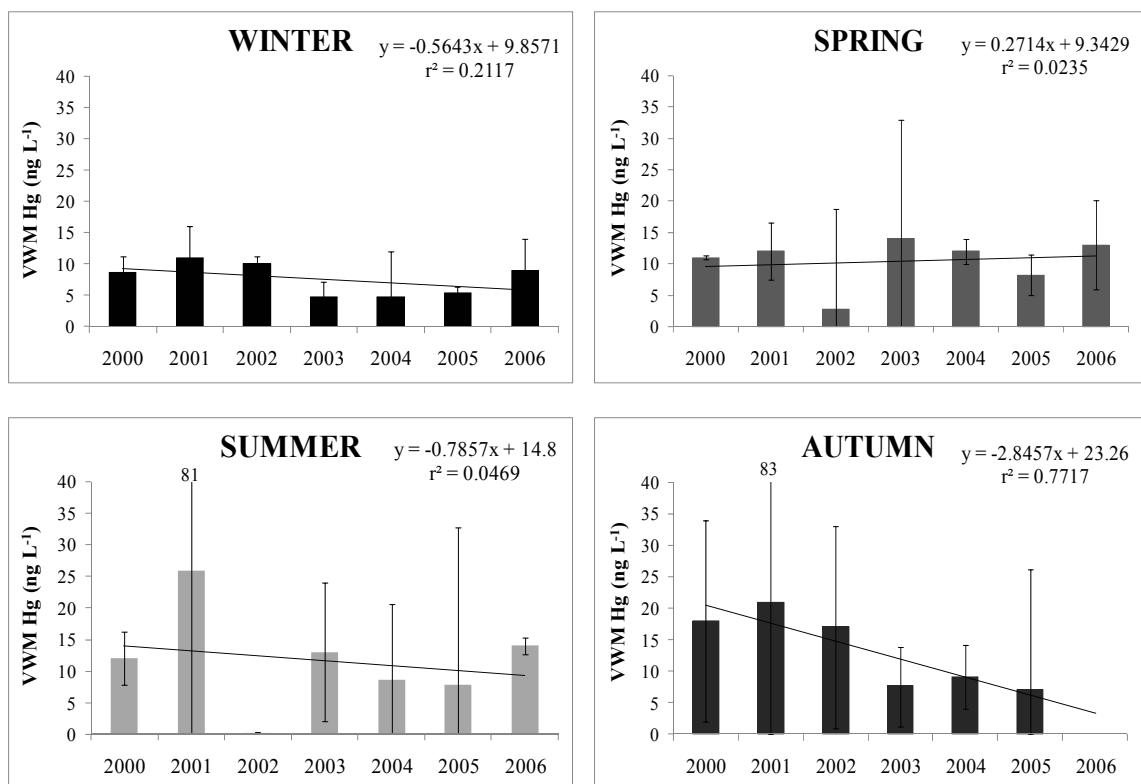 WINTER
y = -0.5643x + 9.8571
r² = 0.2117
VWM Hg (ng L⁻¹)
40
35
30
25
20
15
10
5
0
2000 2001 2002 2003 2004 2005 2006
SPRING
y = 0.2714x + 9.3429
r² = 0.0235
VWM Hg (ng L⁻¹)
40
35
30
25
20
15
10
5
0
2000 2001 2002 2003 2004 2005 2006
SUMMER
y = -0.7857x + 14.8
r² = 0.0469
81
VWM Hg (ng L⁻¹)
40
35
30
25
20
15
10
5
0
2000 2001 2002 2003 2004 2005 2006
AUTUMN
y = -2.8457x + 23.26
r² = 0.7717
83
VWM Hg (ng L⁻¹)
40
35
30
25
20
15
10
5
0
2000 2001 2002 2003 2004 2005 2006